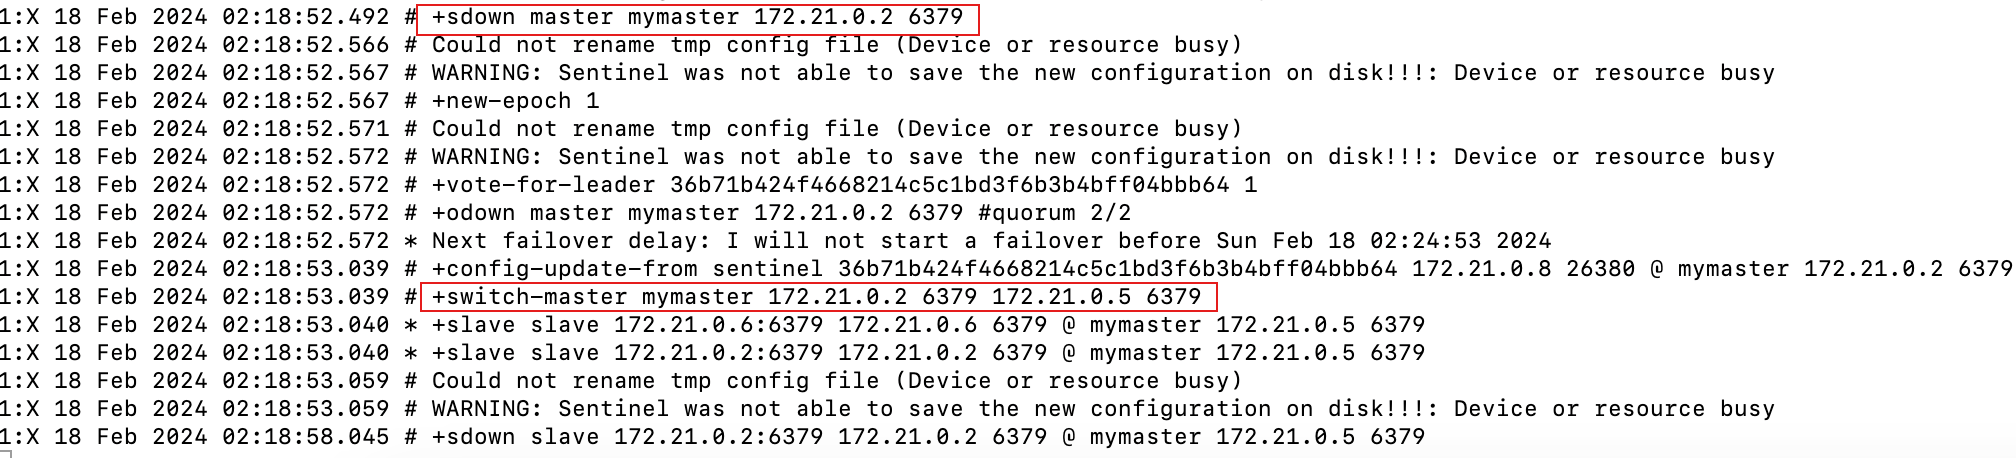 1:X 18 Feb 2024 02:18:52.492 # +sdown master mymaster 172.21.0.2 6379
1:X 18 Feb 2024 02:18:52.566 # Could not rename tmp config file (Device or resource busy)
1:X 18 Feb 2024 02:18:52.567 # WARNING: Sentinel was not able to save the new configuration on disk!!!: Device or resource busy
1:X 18 Feb 2024 02:18:52.567 # +new-epoch 1
1:X 18 Feb 2024 02:18:52.571 # Could not rename tmp config file (Device or resource busy)
1:X 18 Feb 2024 02:18:52.572 # WARNING: Sentinel was not able to save the new configuration on disk!!!: Device or resource busy
1:X 18 Feb 2024 02:18:52.572 # +vote-for-leader 36b71b424f4668214c5c1bd3f6b3b4bff04bbb64 1
1:X 18 Feb 2024 02:18:52.572 # +odown master mymaster 172.21.0.2 6379 #quorum 2/2
1:X 18 Feb 2024 02:18:52.572 * Next failover delay: I will not start a failover before Sun Feb 18 02:24:53 2024
1:X 18 Feb 2024 02:18:53.039 # +config-update-from sentinel 36b71b424f4668214c5c1bd3f6b3b4bff04bbb64 172.21.0.8 26380 @ mymaster 172.21.0.2 6379
1:X 18 Feb 2024 02:18:53.039 # +switch-master mymaster 172.21.0.2 6379 172.21.0.5 6379
1:X 18 Feb 2024 02:18:53.040 * +slave slave 172.21.0.6:6379 172.21.0.6 6379 @ mymaster 172.21.0.5 6379
1:X 18 Feb 2024 02:18:53.040 * +slave slave 172.21.0.2:6379 172.21.0.2 6379 @ mymaster 172.21.0.5 6379
1:X 18 Feb 2024 02:18:53.059 # Could not rename tmp config file (Device or resource busy)
1:X 18 Feb 2024 02:18:53.059 # WARNING: Sentinel was not able to save the new configuration on disk!!!: Device or resource busy
1:X 18 Feb 2024 02:18:58.045 # +sdown slave 172.21.0.2:6379 172.21.0.2 6379 @ mymaster 172.21.0.5 6379